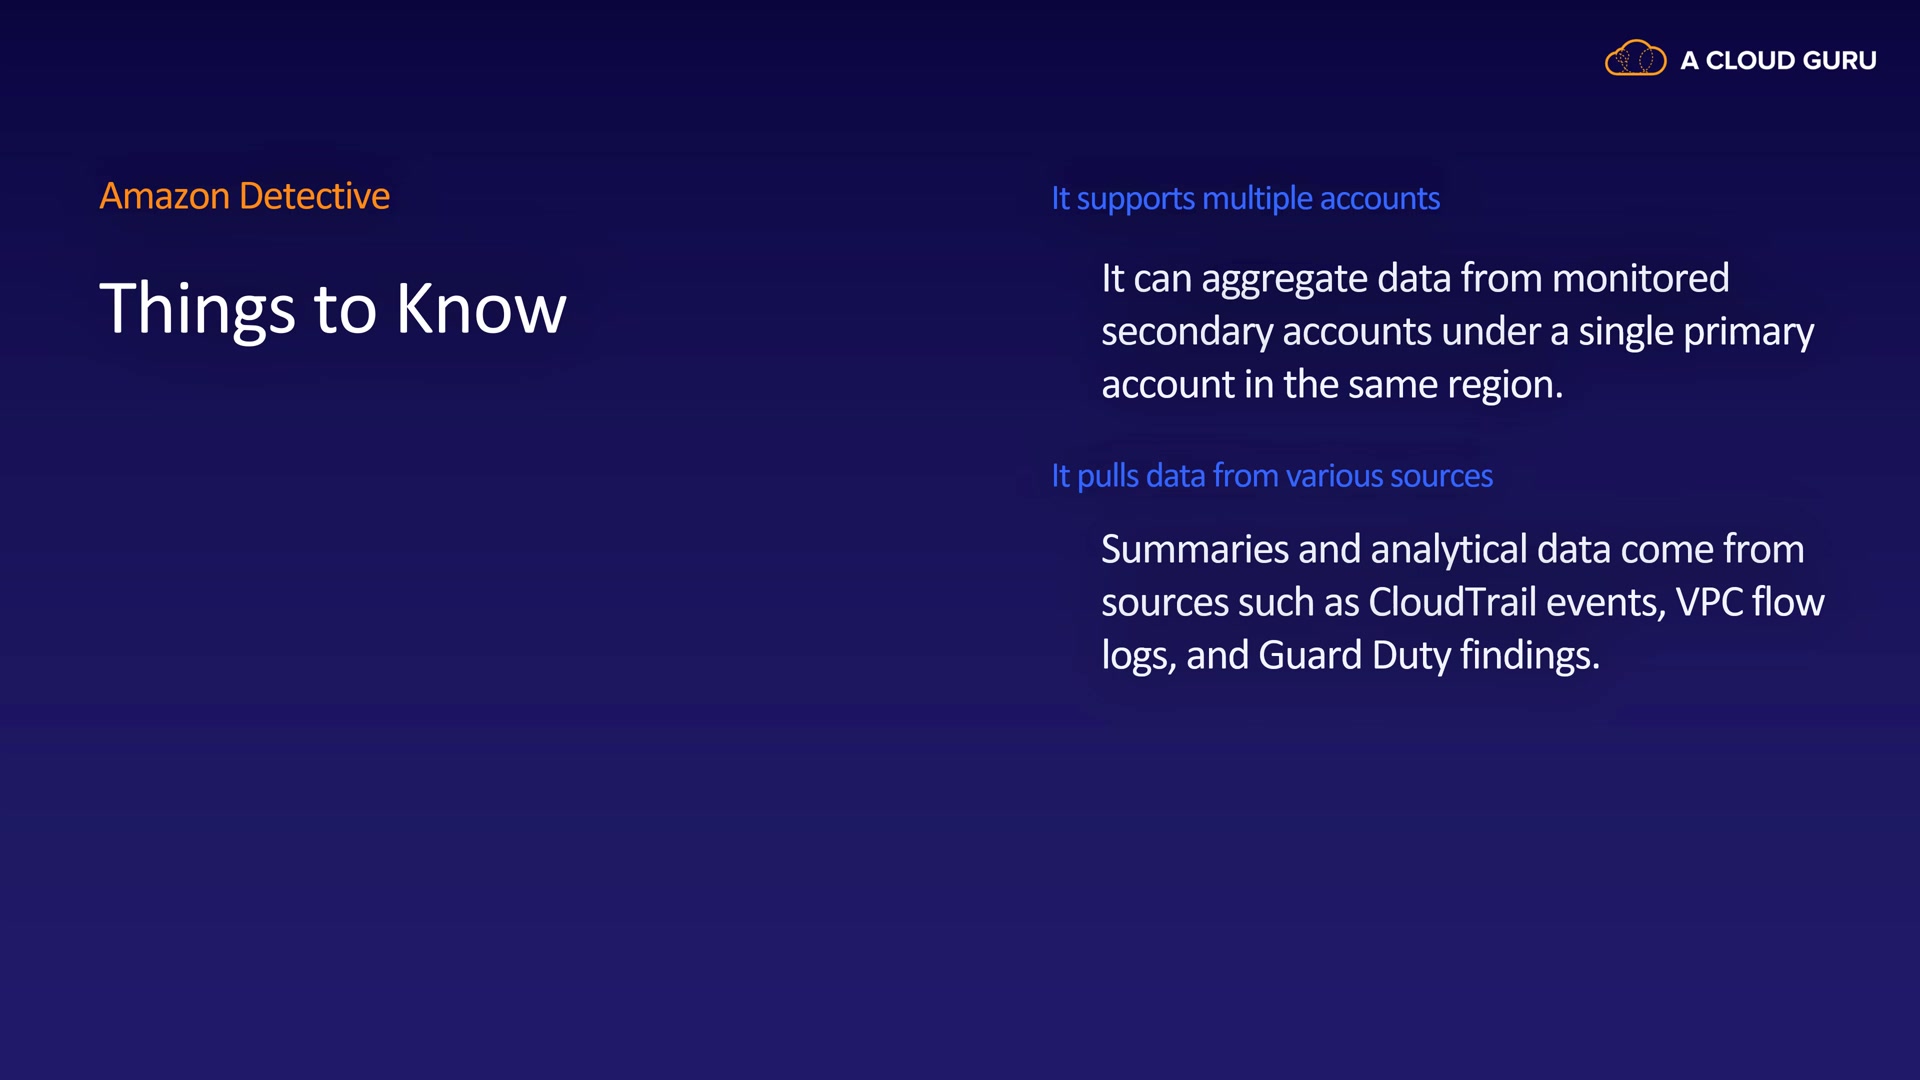 A CLOUD GURU
Amazon Detective
Things to Know
It supports multiple accounts
It can aggregate data from monitored
secondary accounts under a single primary
account in the same region.
It pulls data from various sources
Summaries and analytical data come from
sources such as CloudTrail events, VPC flow
logs, and Guard Duty findings.